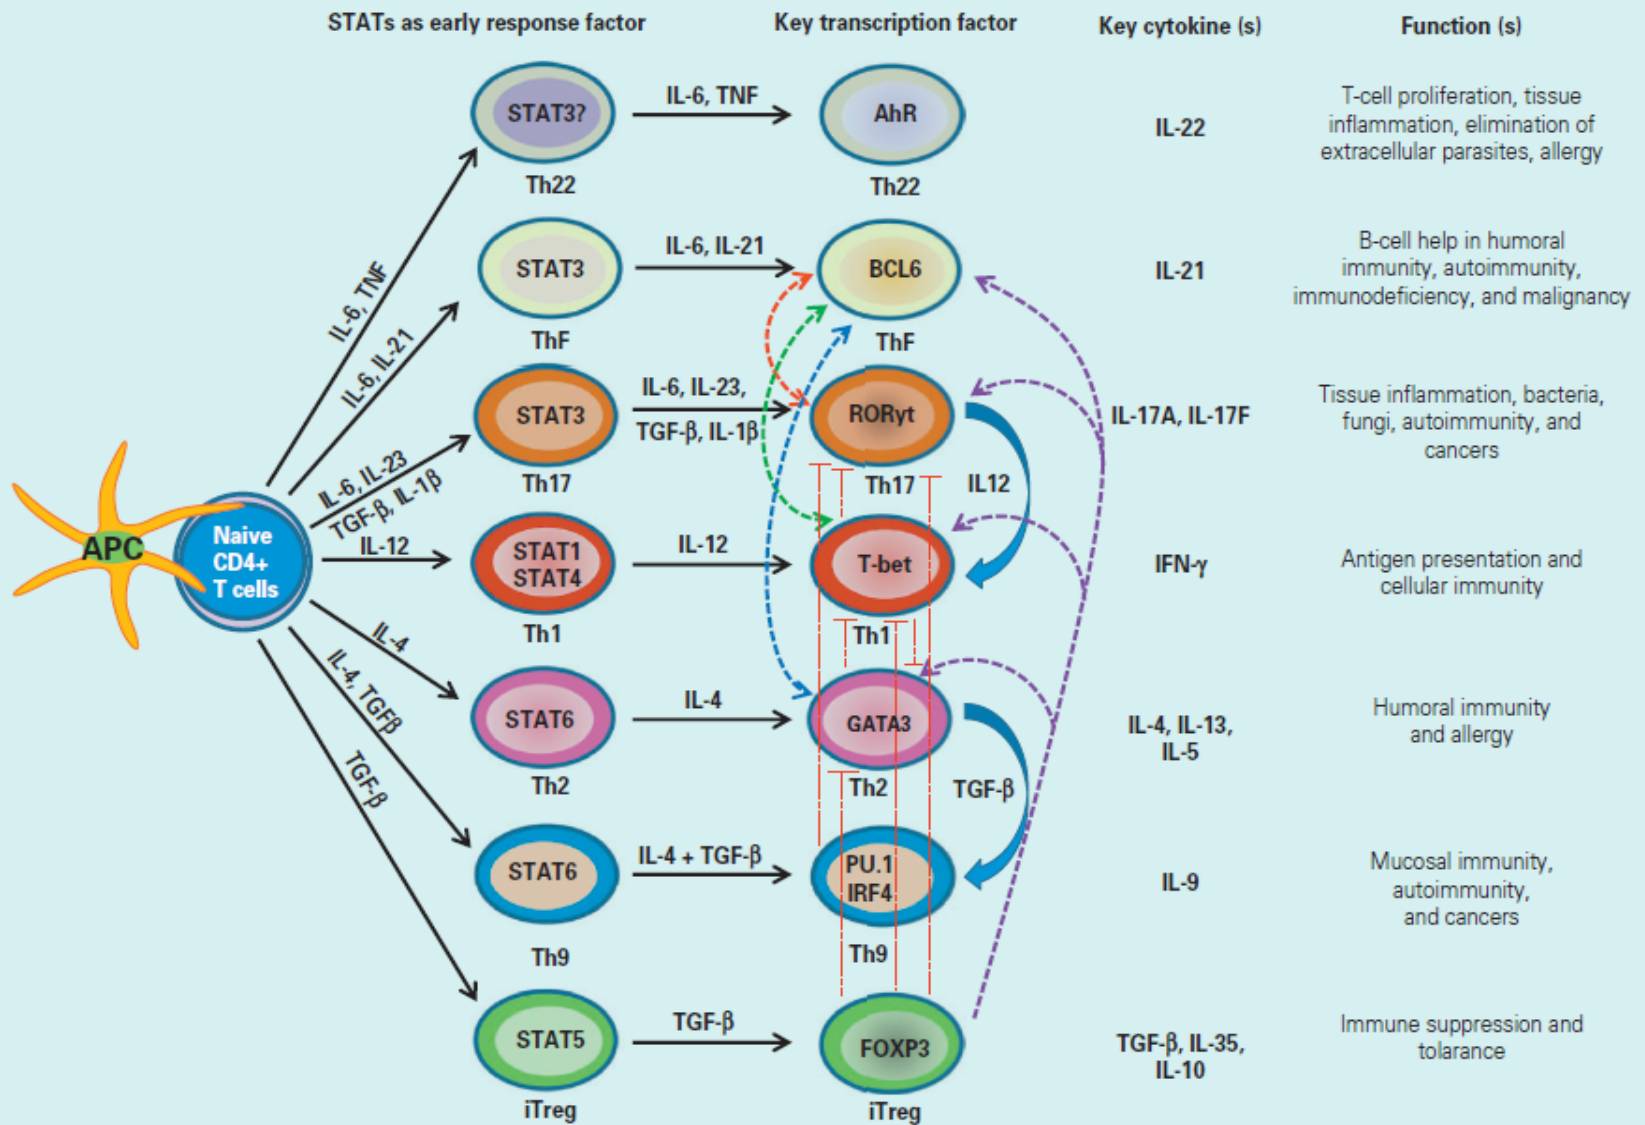 STATs as early response factor
Key transcription factor
Key cytokine (s)
Function (s)
STAT3?
Th22
IL-6, TNF
AhR
Th22
IL-22
T-cell proliferation, tissue
inflammation, elimination of
extracellular parasites, allergy
IL-6, TNF
STAT3
ThF
IL-6, IL-21
BCL6
ThF
IL-21
B-cell help in humoral
immunity, autoimmunity,
immunodeficiency, and malignancy
IL-6, IL-21
STAT3
Th17
IL-6, IL-23,
TGF-β, IL-1β
RORyt
Th17
IL12
IL-17A, IL-17F
Tissue inflammation, bacteria,
fungi, autoimmunity, and
cancers
IL-6, IL-23
TGF-β, IL-1β
APC
Naive
CD4+
T cells
IL-12
STAT1
STAT4
Th1
IL-12
T-bet
Th1
IFN-γ
Antigen presentation and
cellular immunity
IL-4
STAT6
Th2
IL-4
GATA3
Th2
TGF-β
IL-4, IL-13,
IL-5
Humoral immunity
and allergy
IL-4, TGFβ
STAT6
Th9
IL-4 + TGF-β
PU.1
IRF4
Th9
IL-9
Mucosal immunity,
autoimmunity,
and cancers
TGF-β
STAT5
iTreg
TGF-β
FOXP3
iTreg
TGF-β, IL-35,
IL-10
Immune suppression and
tolarance